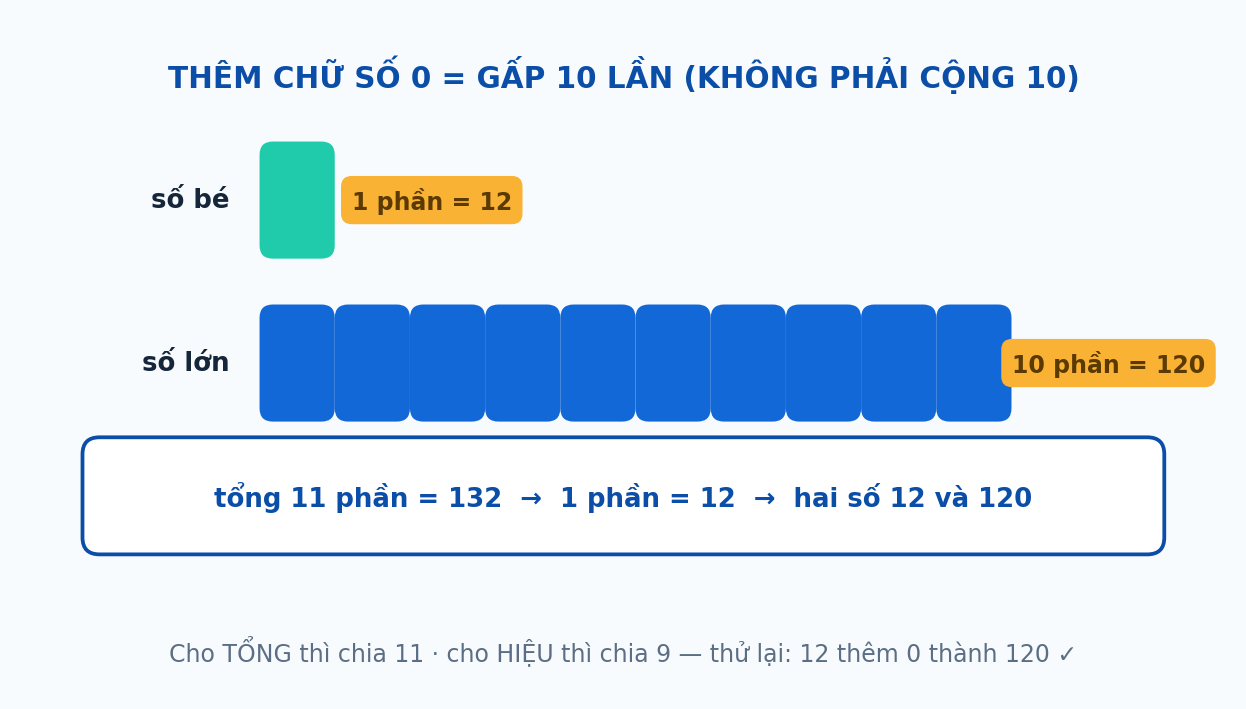 THÊM CHỮ SỐ 0 = GẤP 10 LẦN (KHÔNG PHẢI CỘNG 10)
số bé
1 phần = 12
số lớn
10 phần = 120
tổng 11 phần = 132 → 1 phần = 12 → hai số 12 và 120
Cho TỔNG thì chia 11 · cho HIỆU thì chia 9 — thử lại: 12 thêm 0 thành 120 ✓